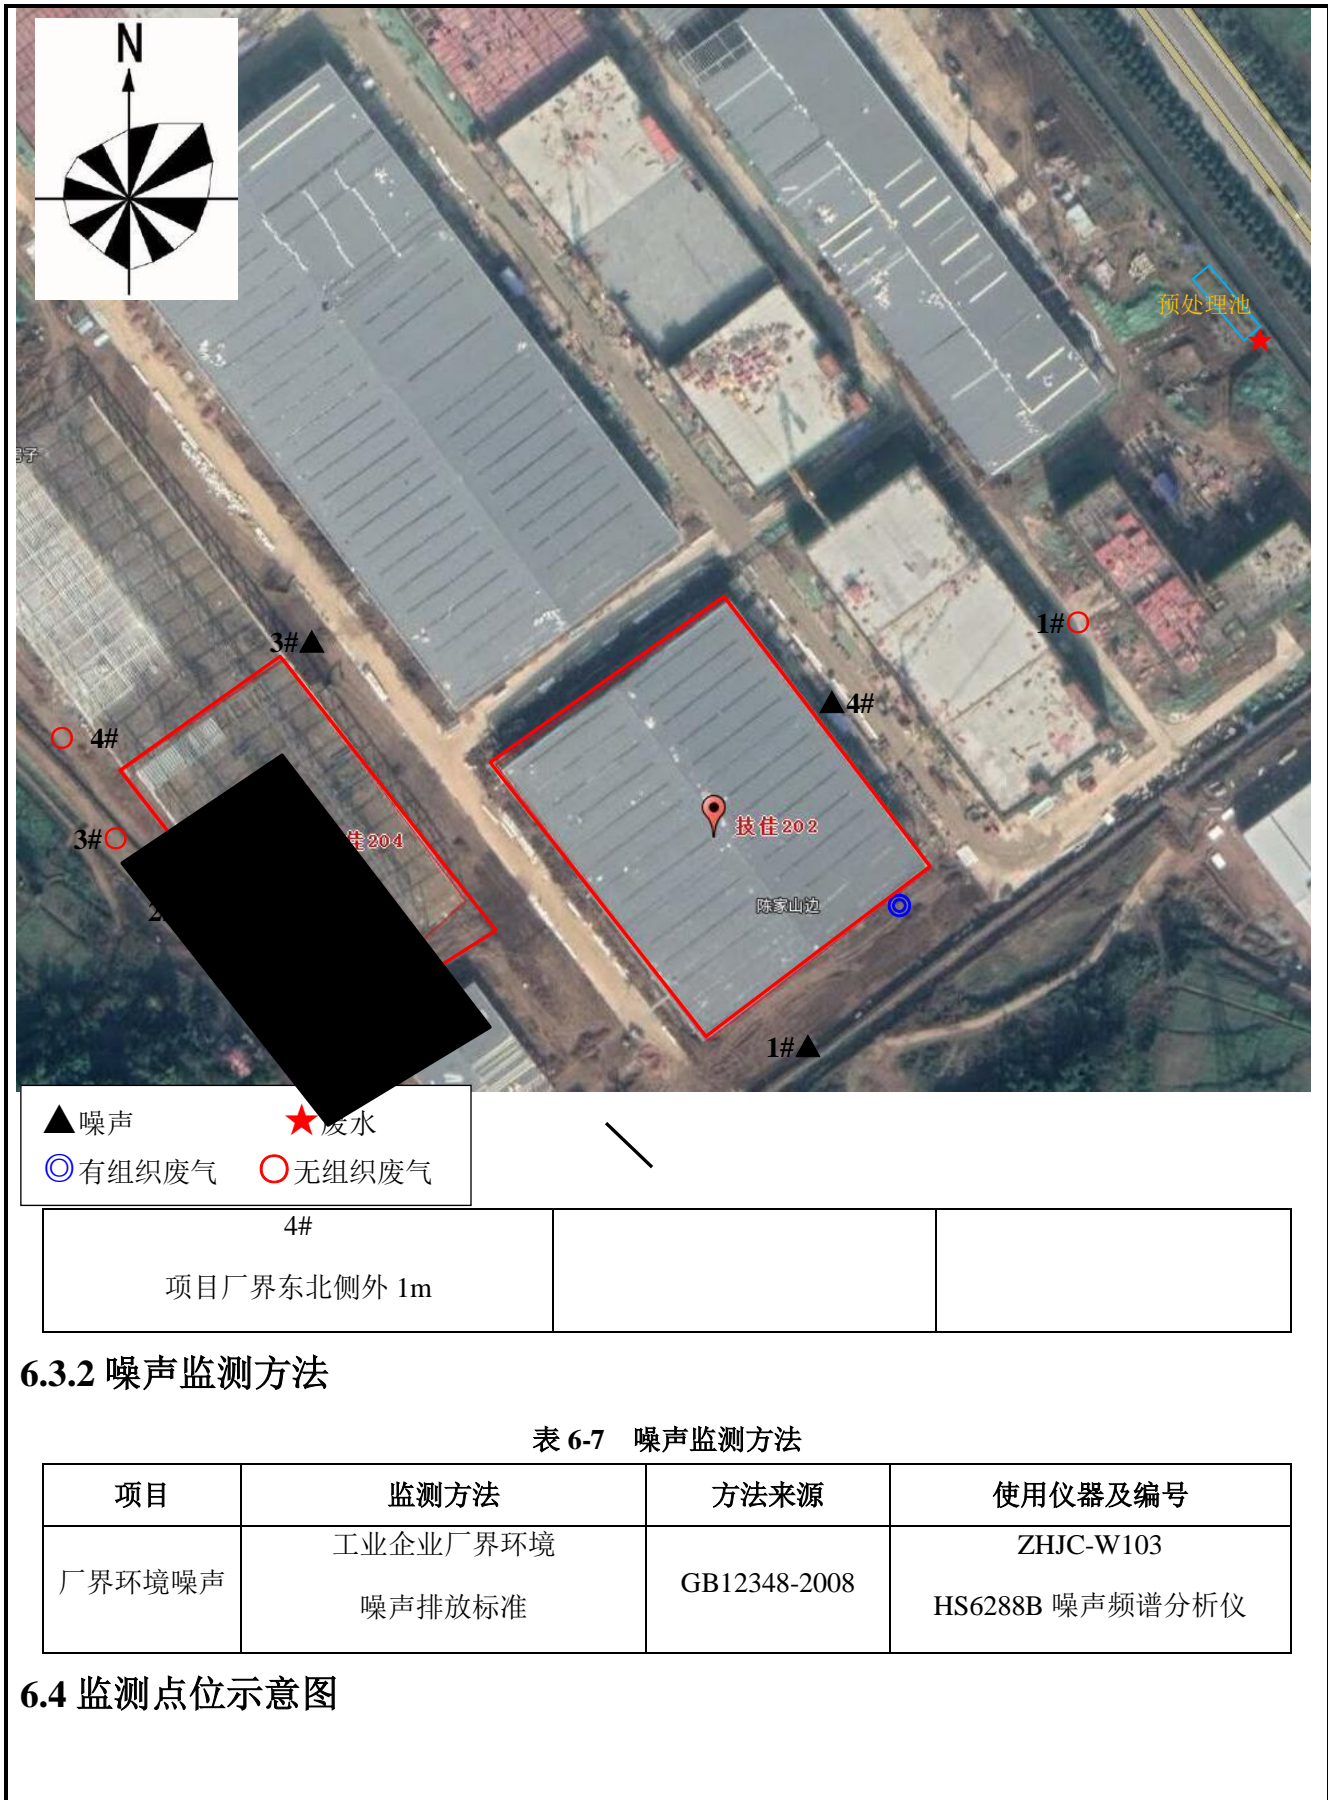 N
预处理池
1#
3#
4#
4#
3#
佳204
技佳202
陈家山边
1#
噪声
废水
有组织废气
无组织废气
4#
项目厂界东北侧外 1m
6.3.2 噪声监测方法
表 6-7 噪声监测方法
项目 监测方法 方法来源 使用仪器及编号
厂界环境噪声 工业企业厂界环境 噪声排放标准 GB12348-2008 ZHJC-W103 HS6288B 噪声频谱分析仪
6.4 监测点位示意图